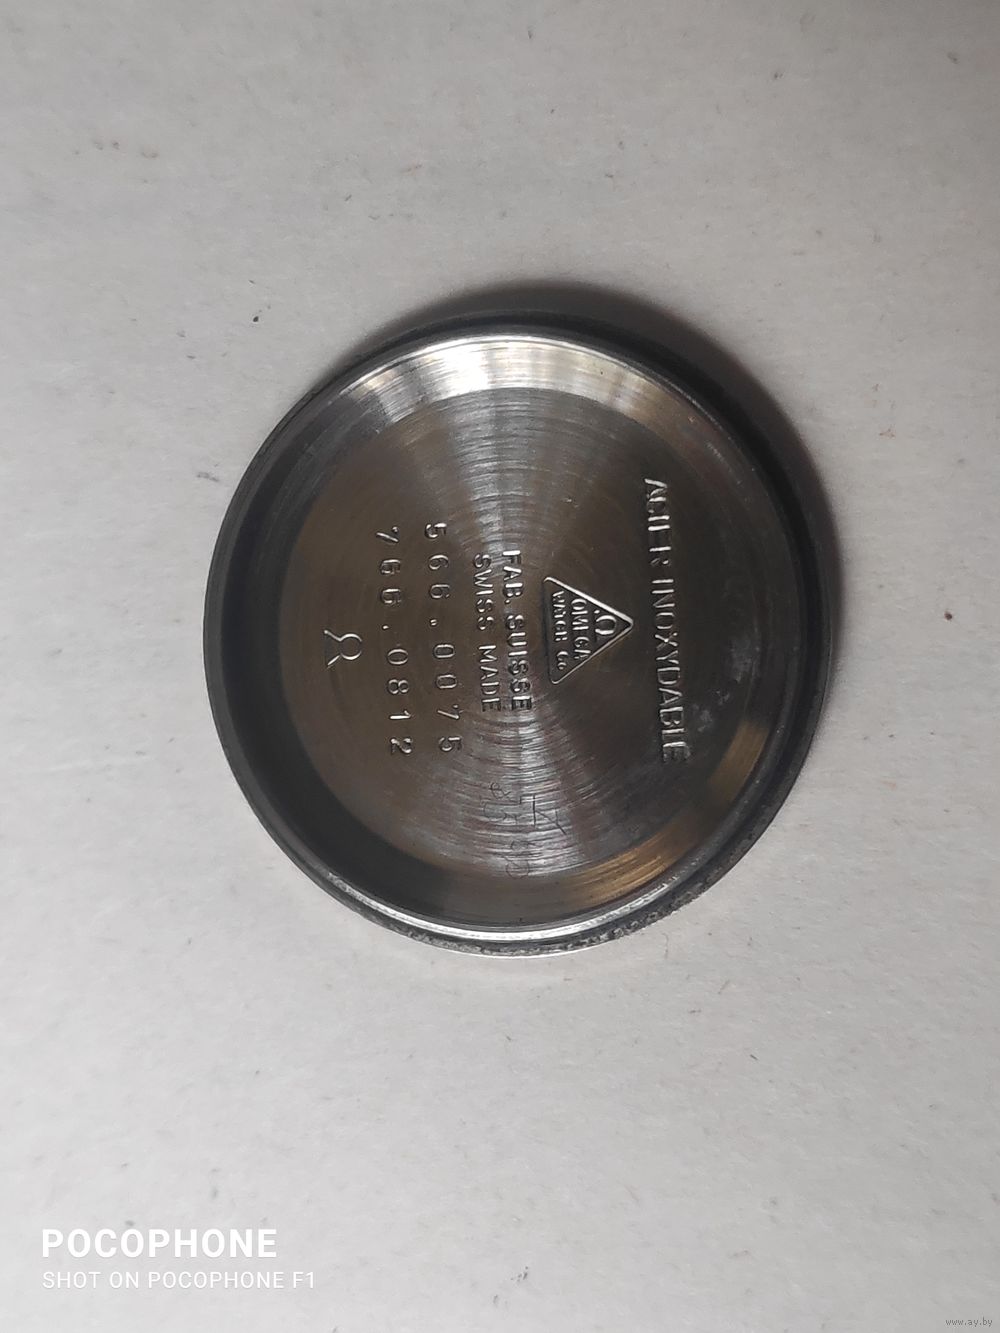 ACIER INOXYDABLE
Ω
OMEGA
WATCH Co
FAB. SUISSE
SWISS MADE
566.0075
766.0812
POCOPHONE
SHOT ON POCOPHONE F1
www.ay.by